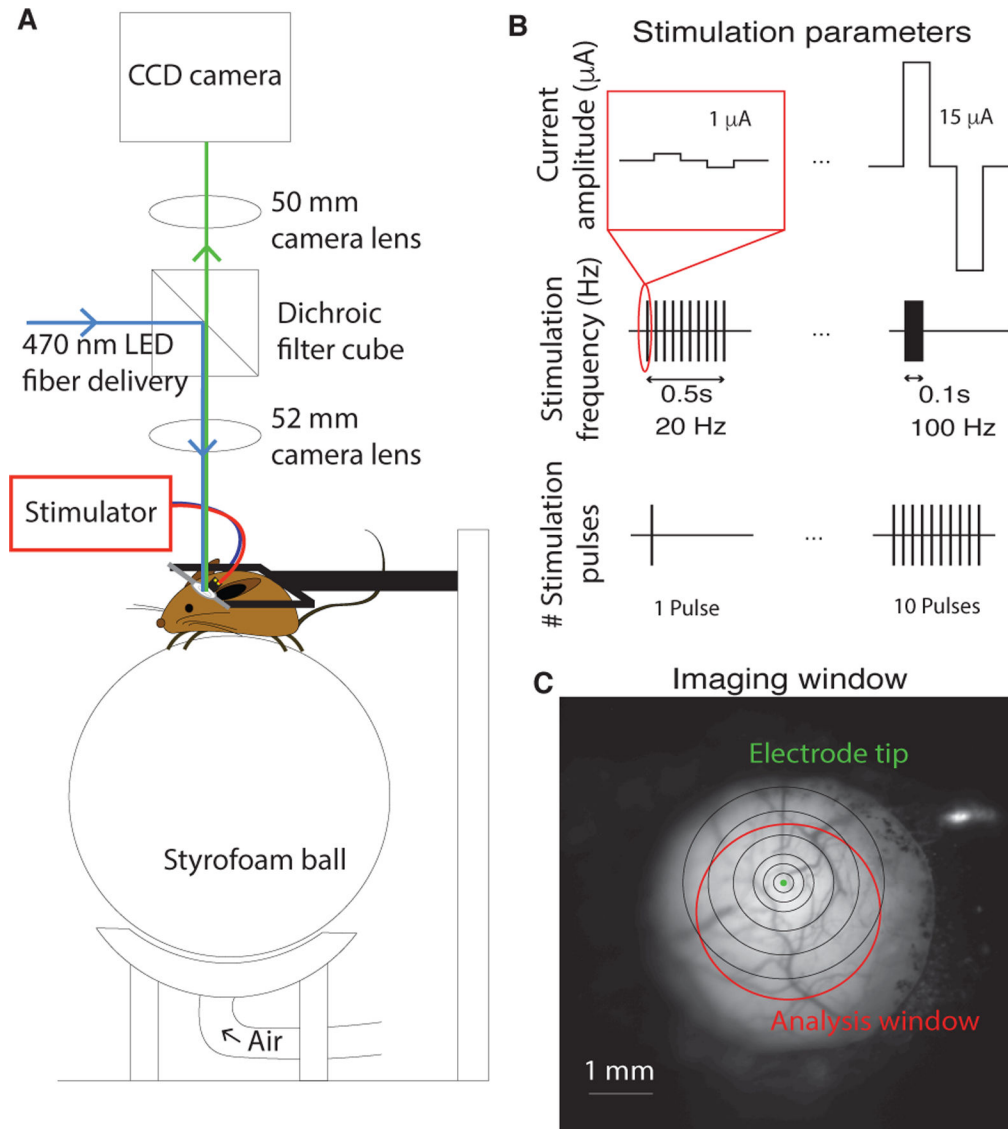 A
CCD camera
50 mm
camera lens
Dichroic
filter cube
470 nm LED
fiber delivery
52 mm
camera lens
Stimulator
Styrofoam ball
Air
B
Stimulation parameters
Current
amplitude (μA)
1 μA
...
15 μA
Stimulation
frequency (Hz)
0.5s
20 Hz
...
0.1s
100 Hz
# Stimulation
pulses
...
1 Pulse
10 Pulses
C
Imaging window
Electrode tip
Analysis window
1 mm